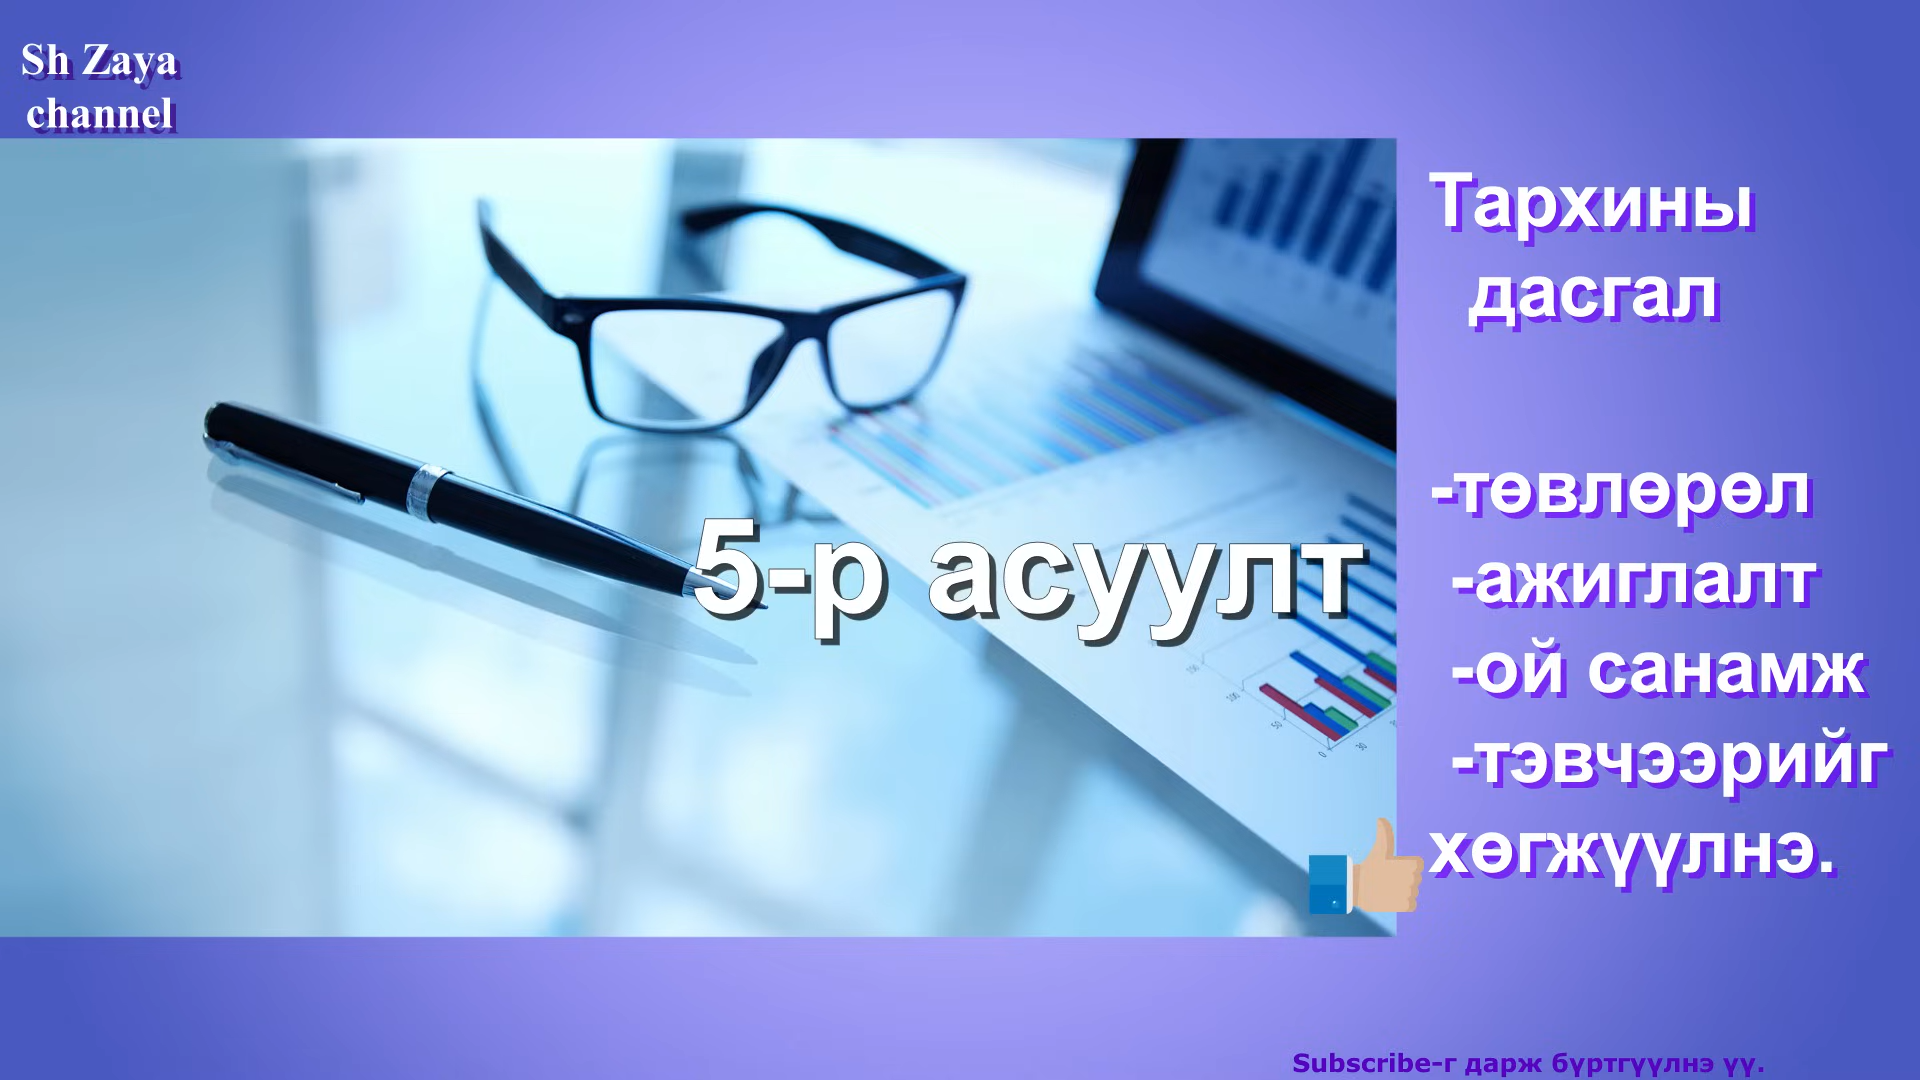 Sh Zaya
channel
Тархины
дасгал
-төвлөрөл
-ажиглалт
-ой санамж
-тэвчээрийг
хөгжүүлнэ.
5-р асуулт
Subscribe-г дарж бүртгүүлнэ үү.